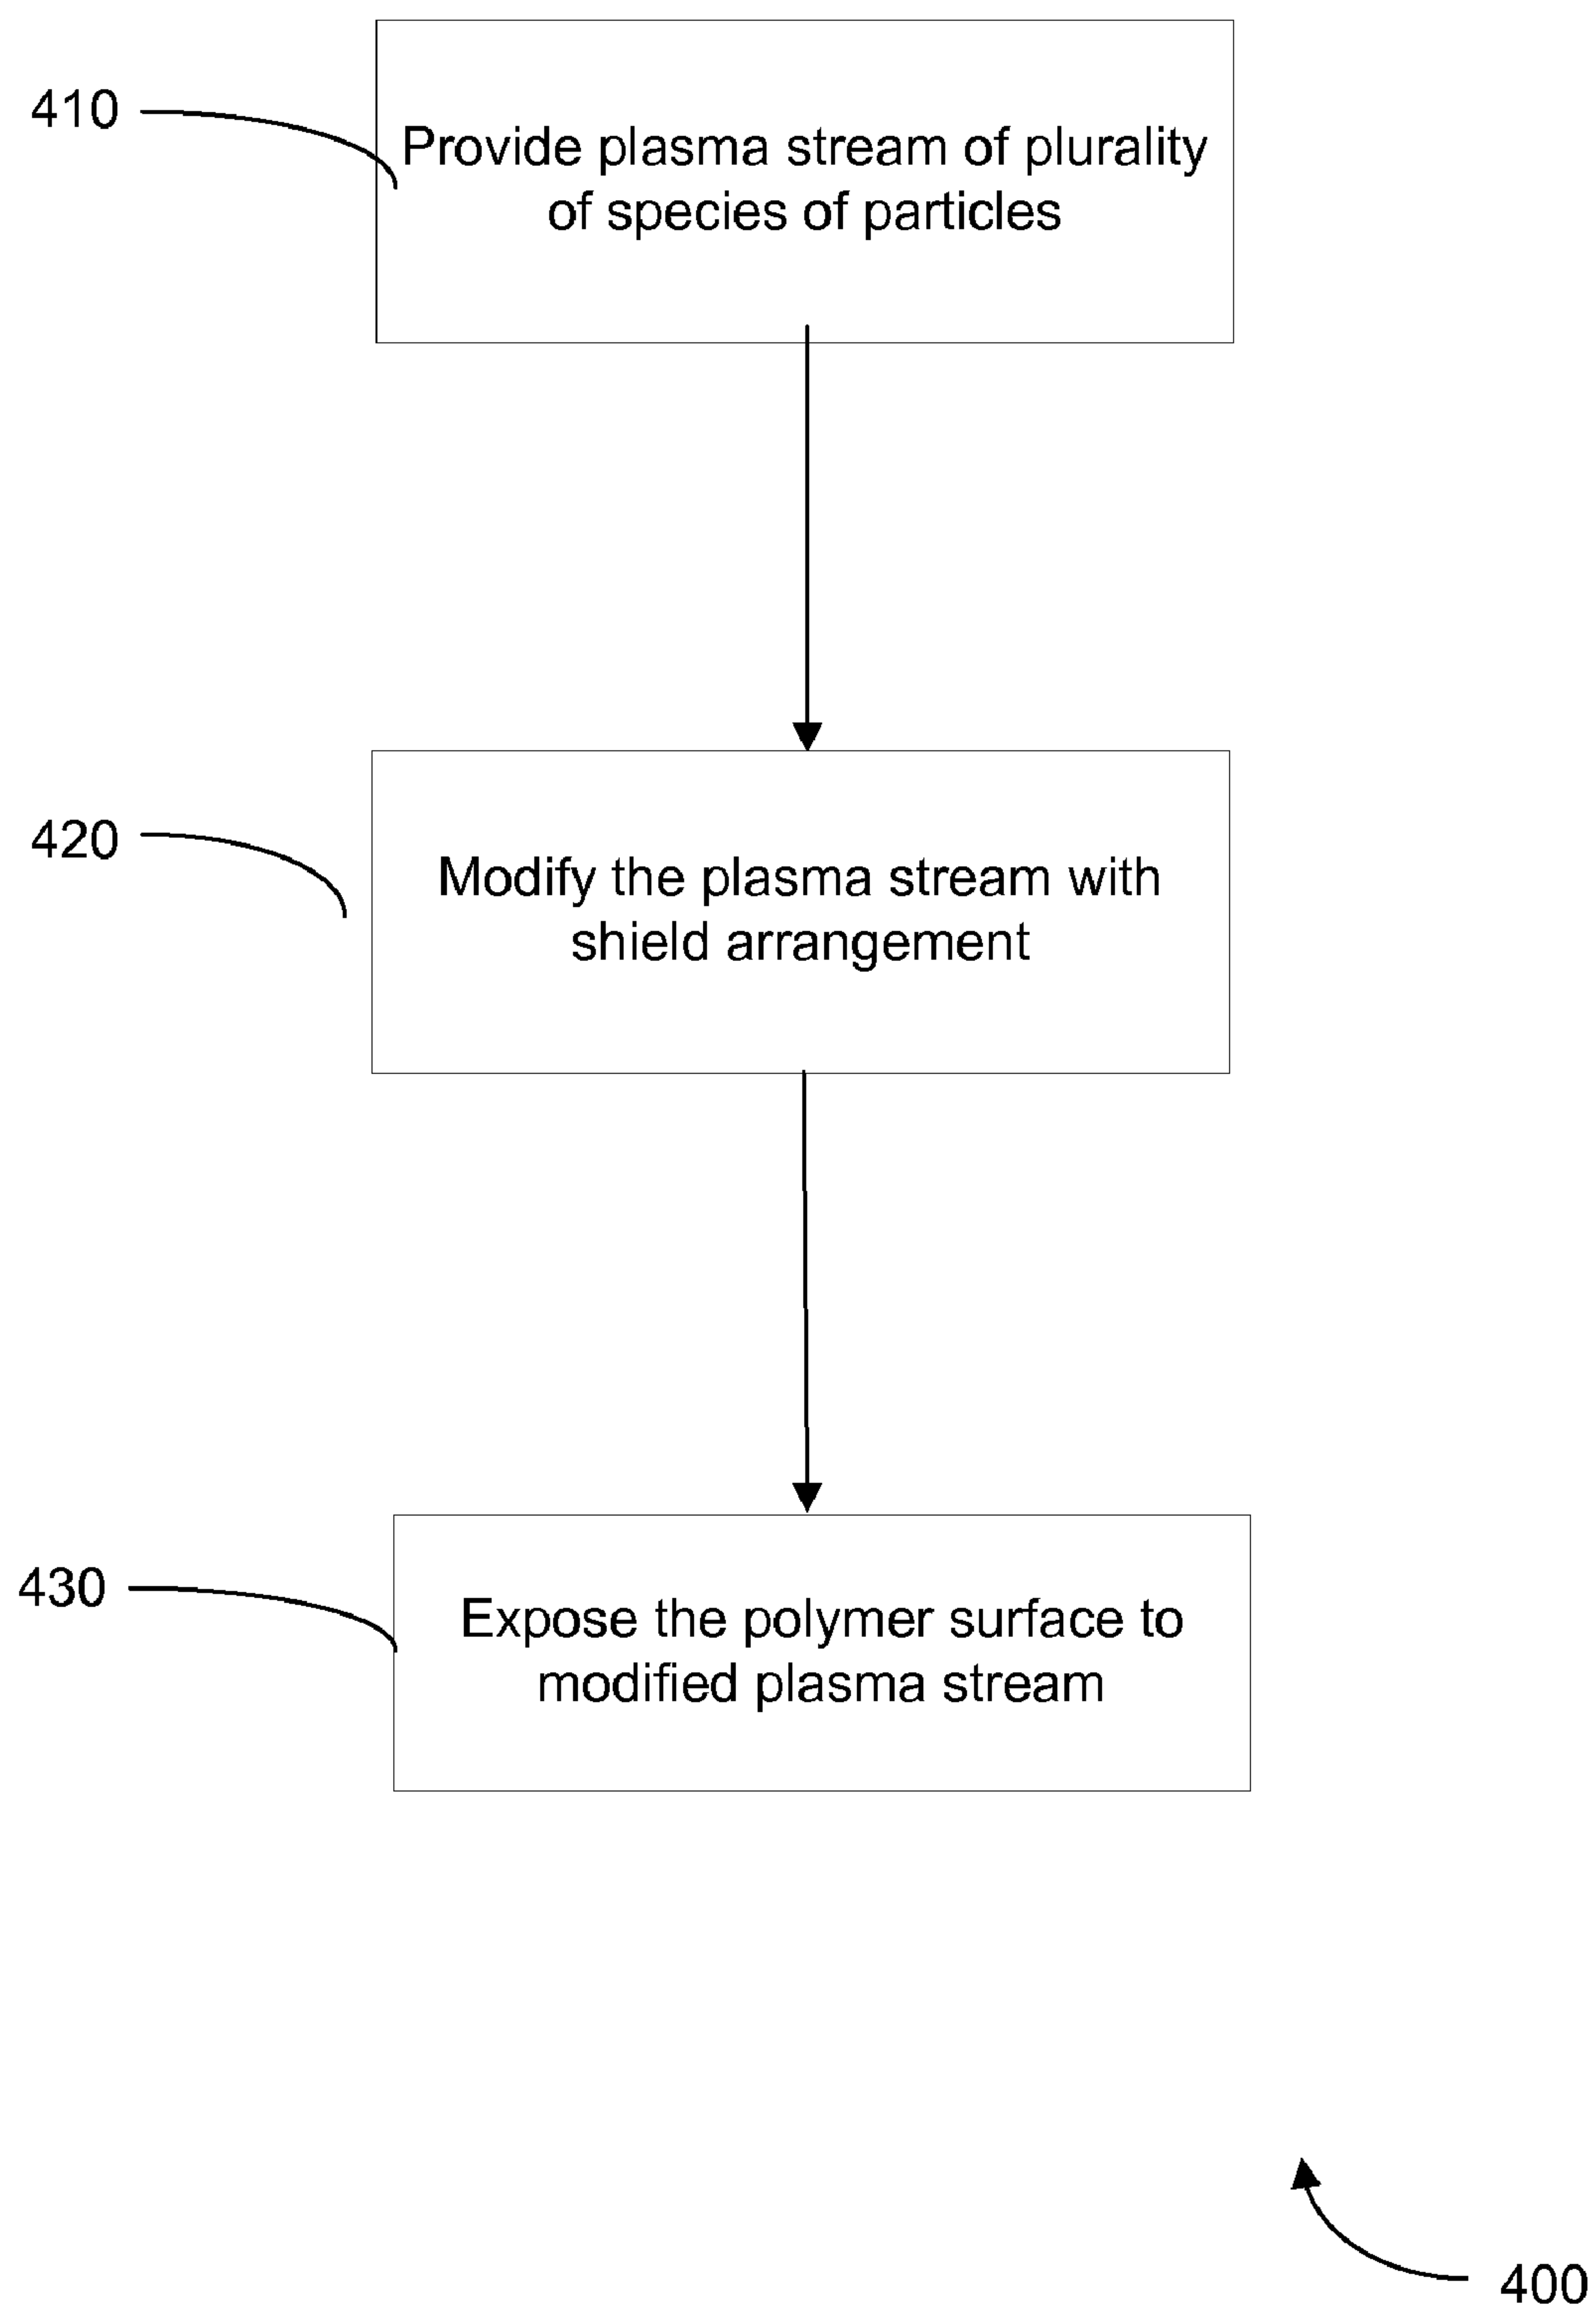 410
Provide plasma stream of plurality
of species of particles
420
Modify the plasma stream with
shield arrangement
430
Expose the polymer surface to
modified plasma stream
400